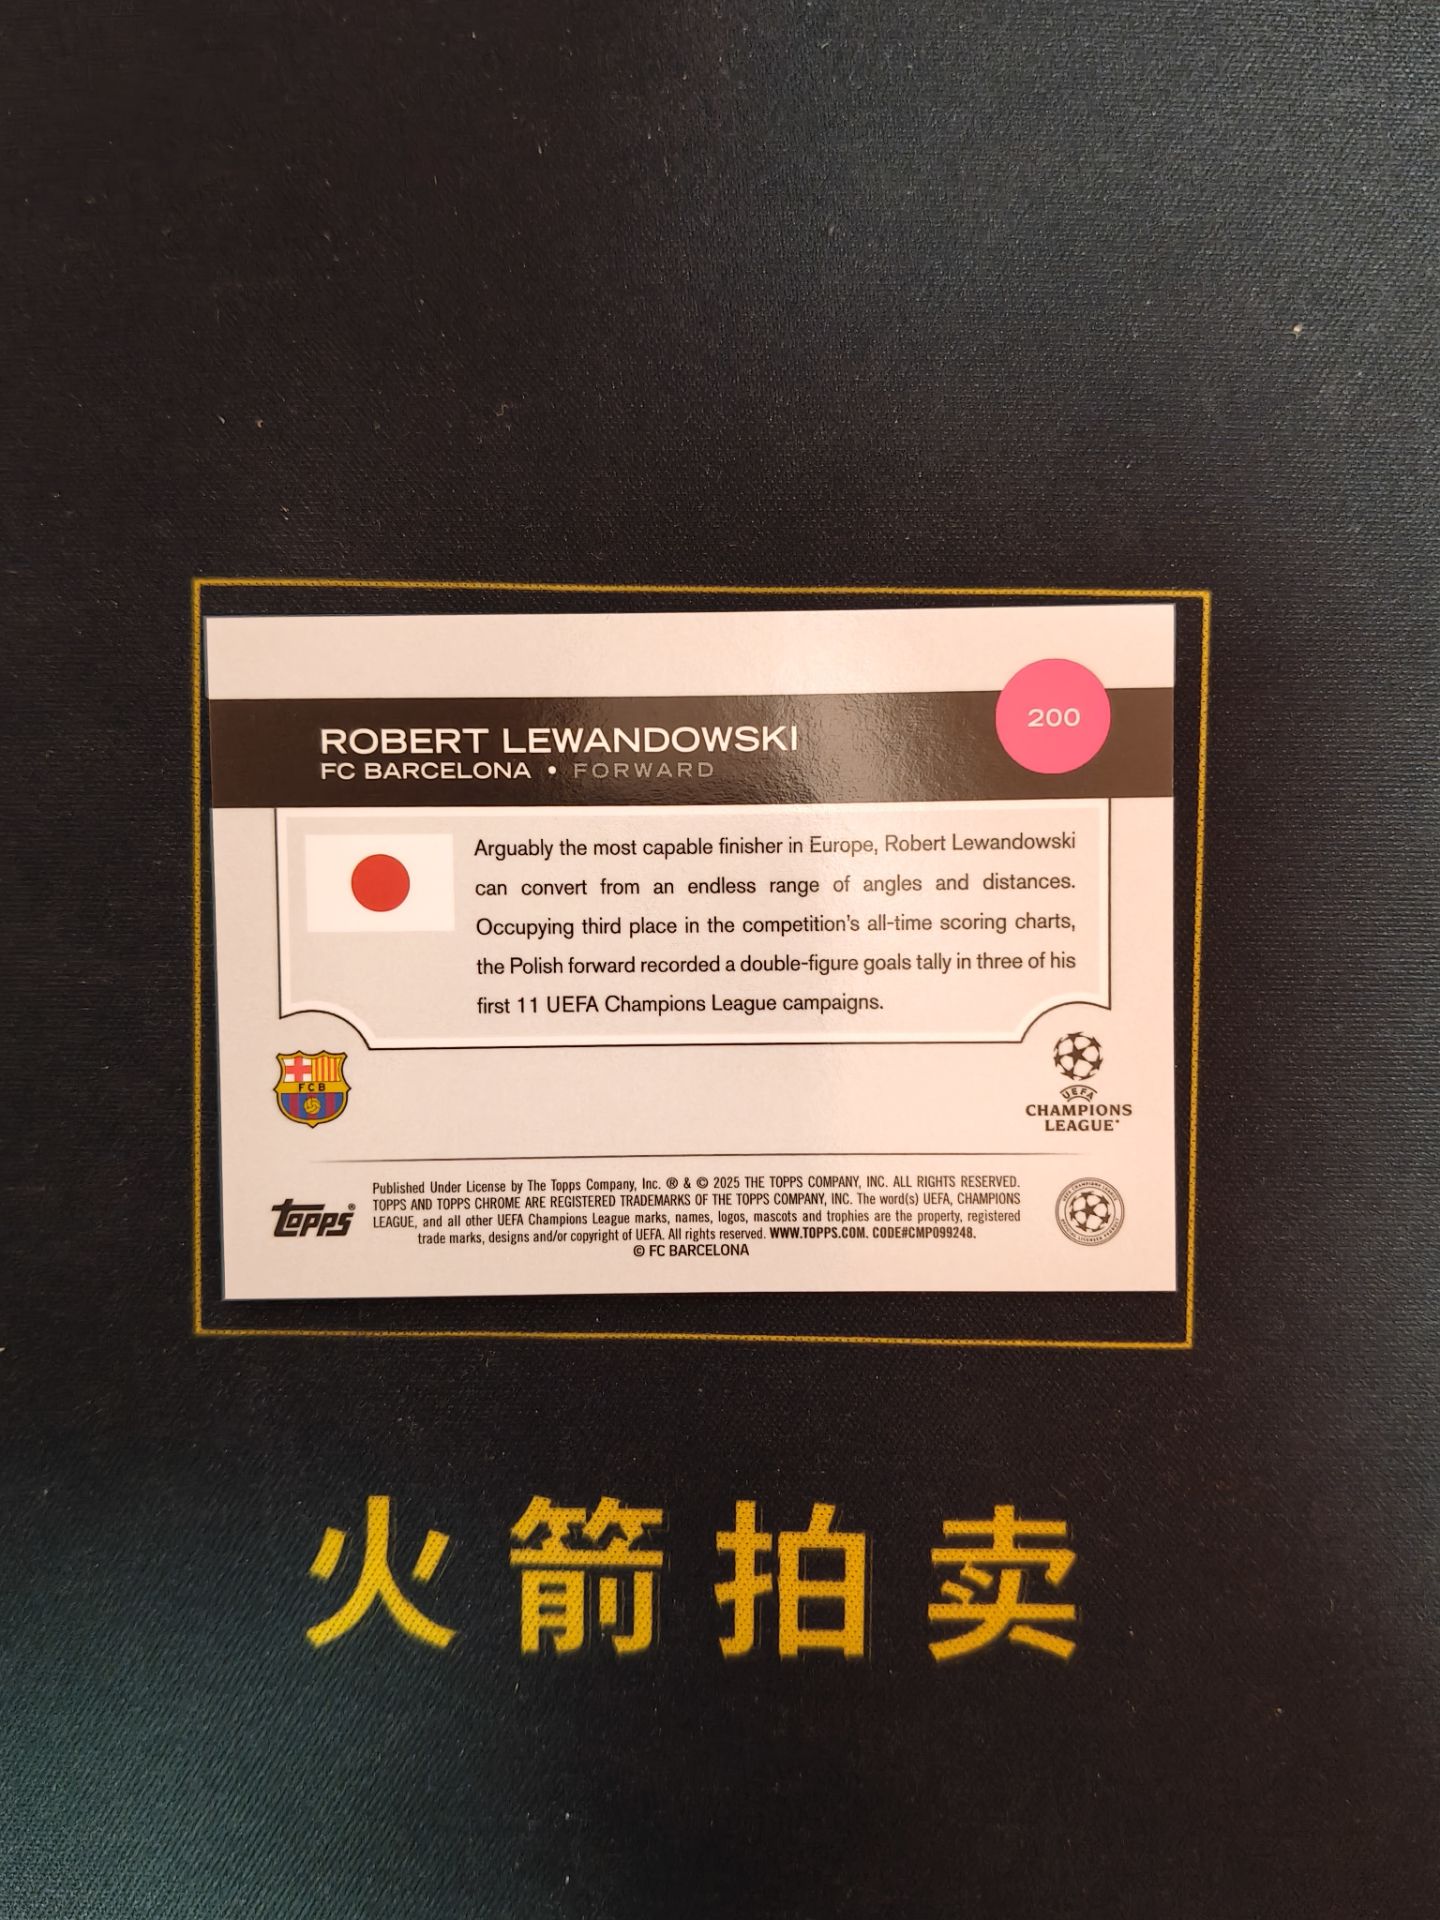 200
ROBERT LEWANDOWSKI
FC BARCELONA • FORWARD
Arguably the most capable finisher in Europe, Robert Lewandowski
can convert from an endless range of angles and distances.
Occupying third place in the competition's all-time scoring charts,
the Polish forward recorded a double-figure goals tally in three of his
first 11 UEFA Champions League campaigns.
FCB
UEFA
CHAMPIONS
LEAGUE
topps®
Published Under License by The Topps Company, Inc. ® & © 2025 THE TOPPS COMPANY, INC. ALL RIGHTS RESERVED.
TOPPS AND TOPPS CHROME ARE REGISTERED TRADEMARKS OF THE TOPPS COMPANY, INC. The word(s) UEFA, CHAMPIONS
LEAGUE, and all other UEFA Champions League marks, names, logos, mascots and trophies are the property, registered
trade marks, designs and/or copyright of UEFA. All rights reserved. WWW.TOPPS.COM. CODE#CMP099248.
© FC BARCELONA
火箭拍卖